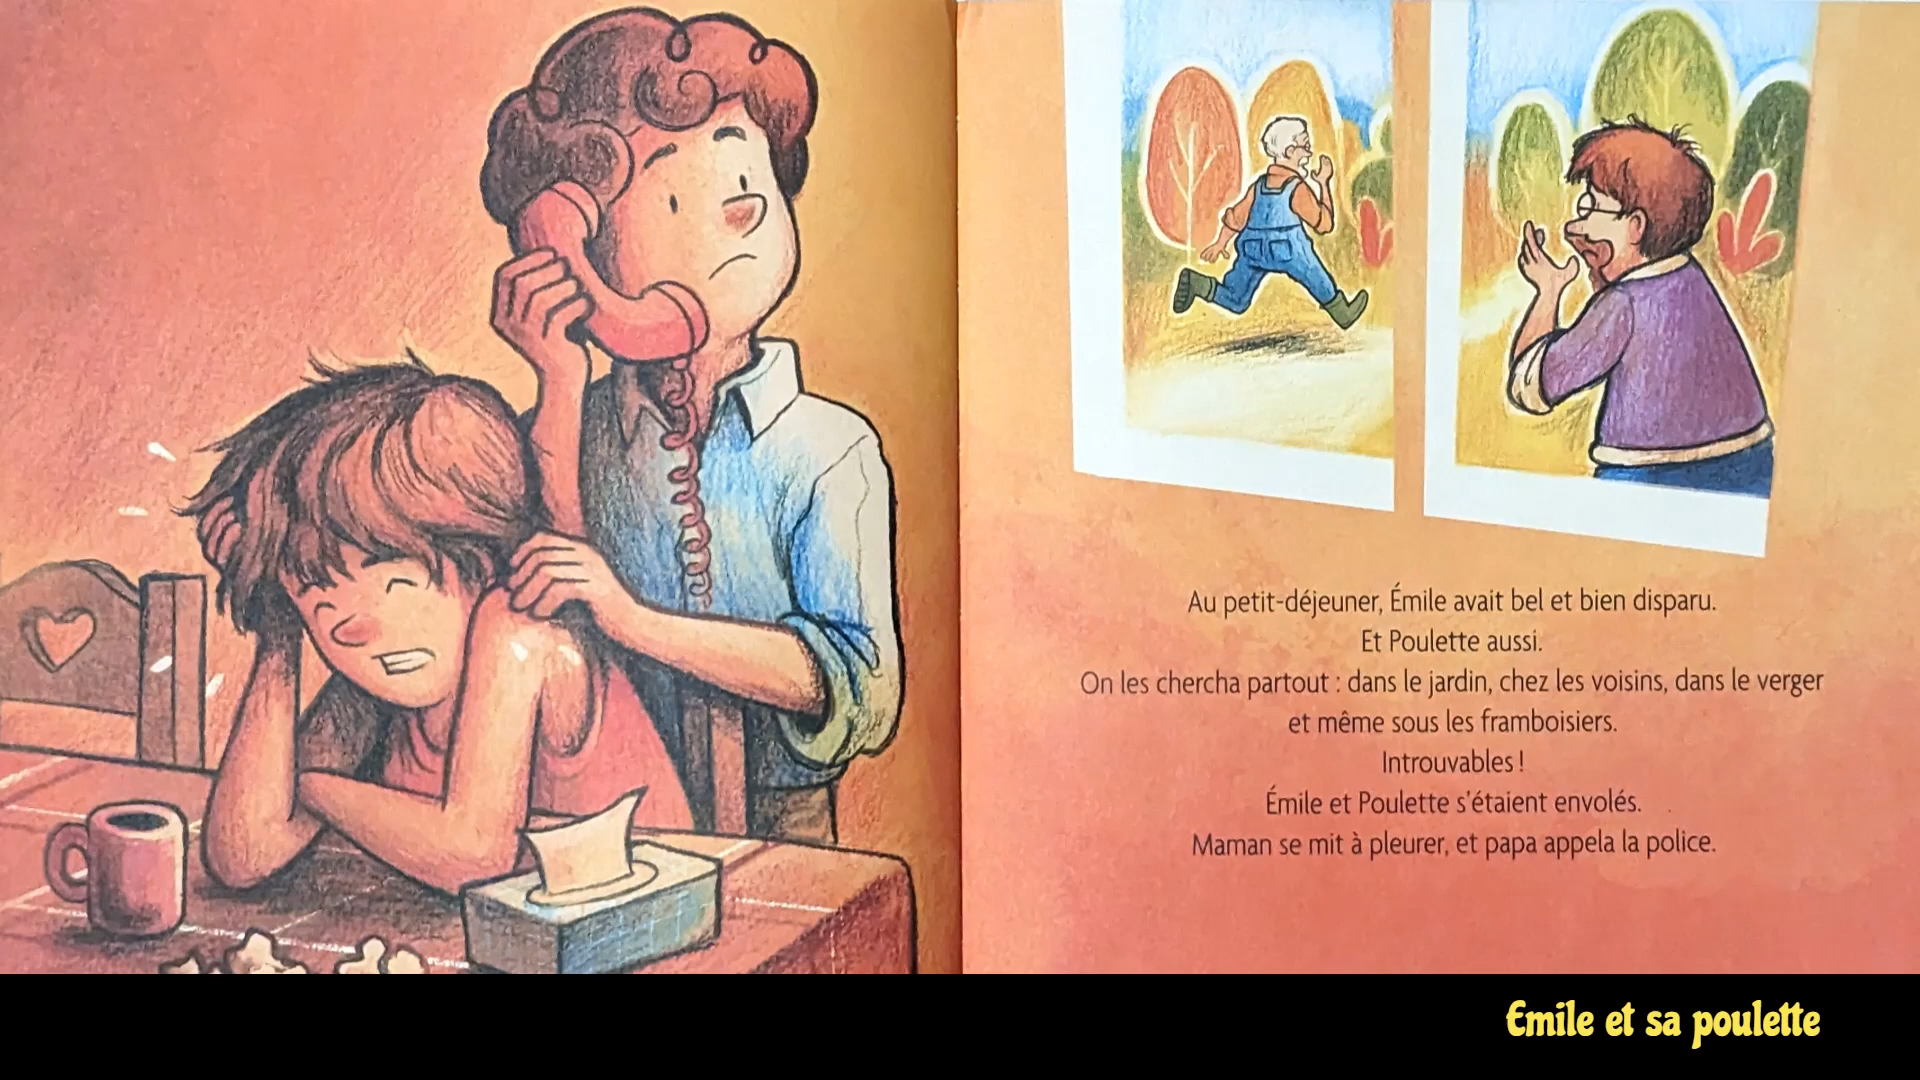 Au petit-déjeuner, Émile avait bel et bien disparu.
Et Poulette aussi.
On les chercha partout : dans le jardin, chez les voisins, dans le verger
et même sous les framboisiers.
Introuvables !
Émile et Poulette s'étaient envolés.
Maman se mit à pleurer, et papa appela la police.
Emile et sa poulette